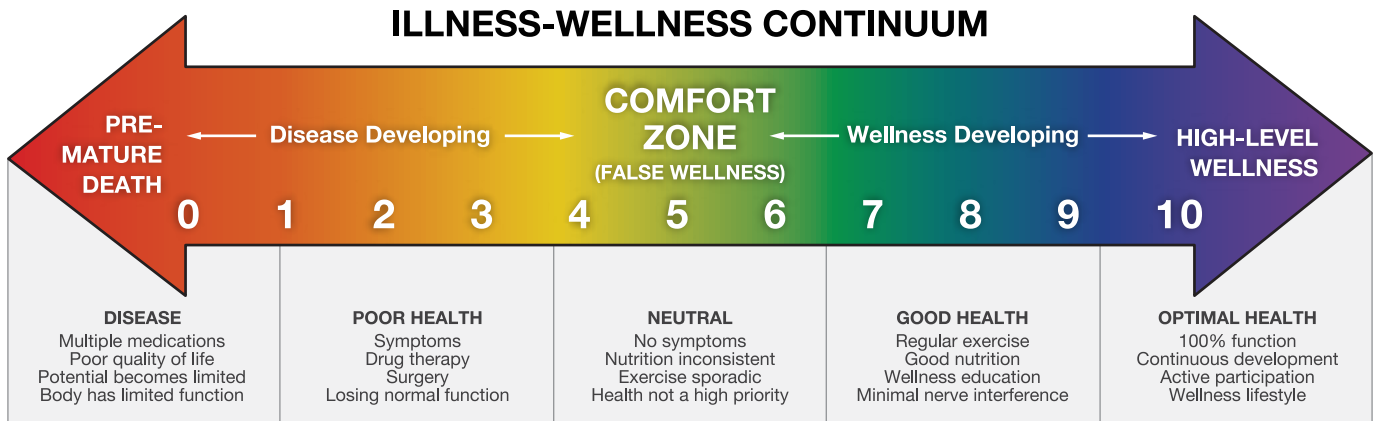 ILLNESS-WELLNESS CONTINUUM
PRE-
MATURE
DEATH
Disease Developing
COMFORT
ZONE
(FALSE WELLNESS)
Wellness Developing
HIGH-LEVEL
WELLNESS
0 1 2 3 4 5 6 7 8 9 10
DISEASE
Multiple medications
Poor quality of life
Potential becomes limited
Body has limited function
POOR HEALTH
Symptoms
Drug therapy
Surgery
Losing normal function
NEUTRAL
No symptoms
Nutrition inconsistent
Exercise sporadic
Health not a high priority
GOOD HEALTH
Regular exercise
Good nutrition
Wellness education
Minimal nerve interference
OPTIMAL HEALTH
100% function
Continuous development
Active participation
Wellness lifestyle